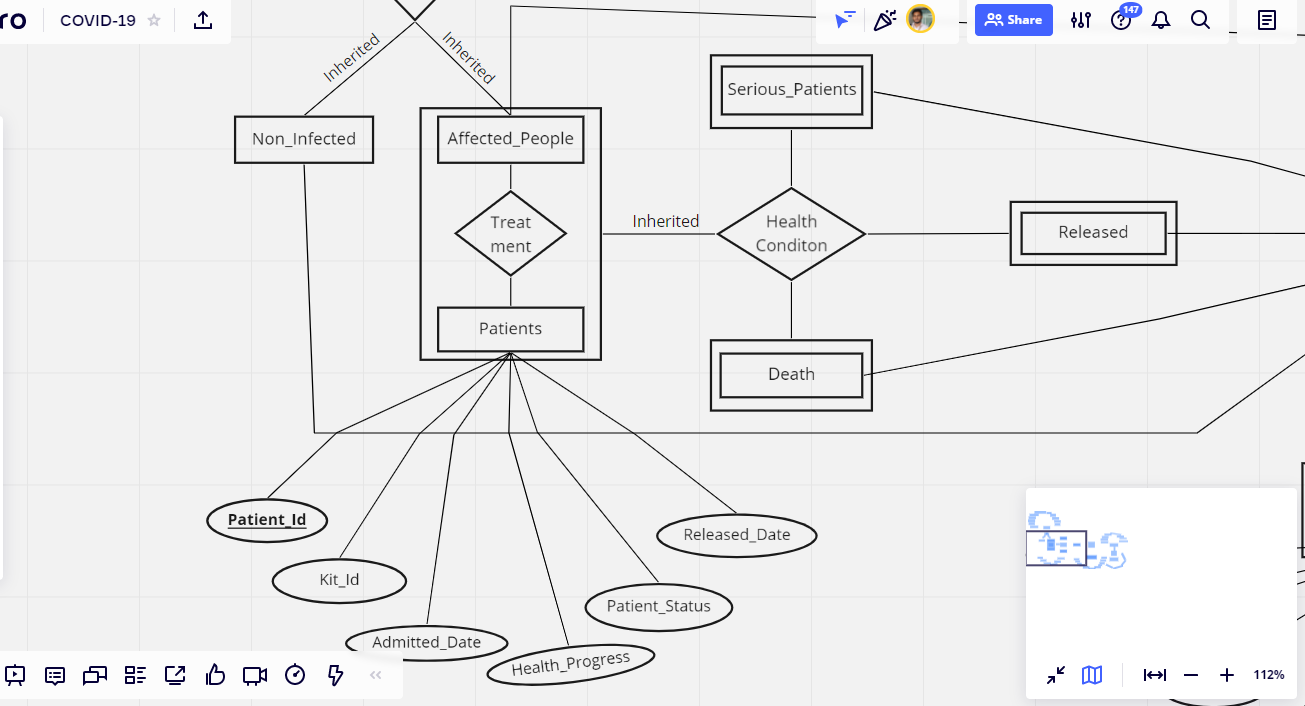 ro
COVID-19
Share
147
Inherited
Inherited
Serious_Patients
Non_Infected
Affected_People
Treat
ment
Inherited
Health
Conditon
Released
Patients
Death
Patient_Id
Released_Date
Kit_Id
Patient_Status
Admitted_Date
Health_Progress
112%